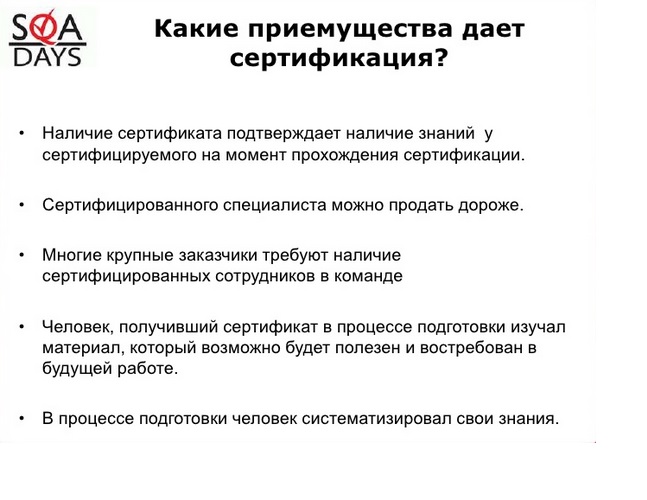 SQA
DAYS
Какие приемущества дает
сертификация?
• Наличие сертификата подтверждает наличие знаний у
сертифицируемого на момент прохождения сертификации.
• Сертифицированного специалиста можно продать дороже.
• Многие крупные заказчики требуют наличие
сертифицированных сотрудников в команде
• Человек, получивший сертификат в процессе подготовки изучал
материал, который возможно будет полезен и востребован в
будущей работе.
• В процессе подготовки человек систематизировал свои знания.